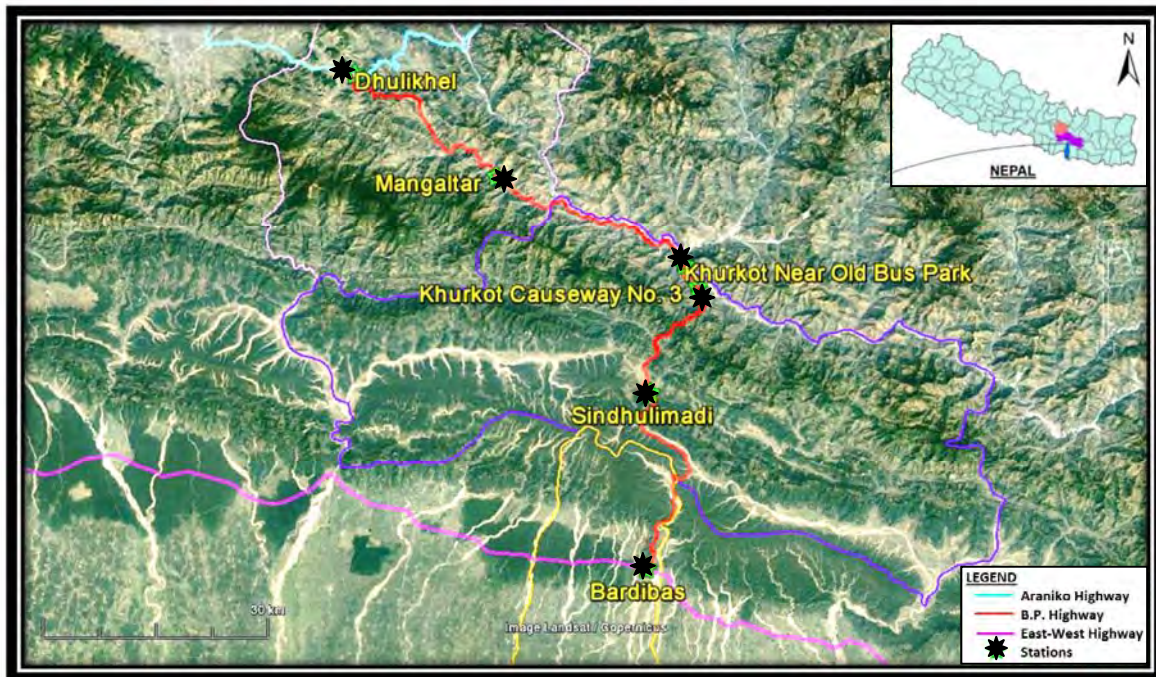 N
NEPAL
Dhulikhel
Mangaltar
Khurkot Near Old Bus Park
Khurkot Causeway No. 3
Sindhulimadi
Bardibas
30 km
Image Landsat / Copernicus
LEGEND
Araniko Highway
B.P. Highway
East-West Highway
Stations